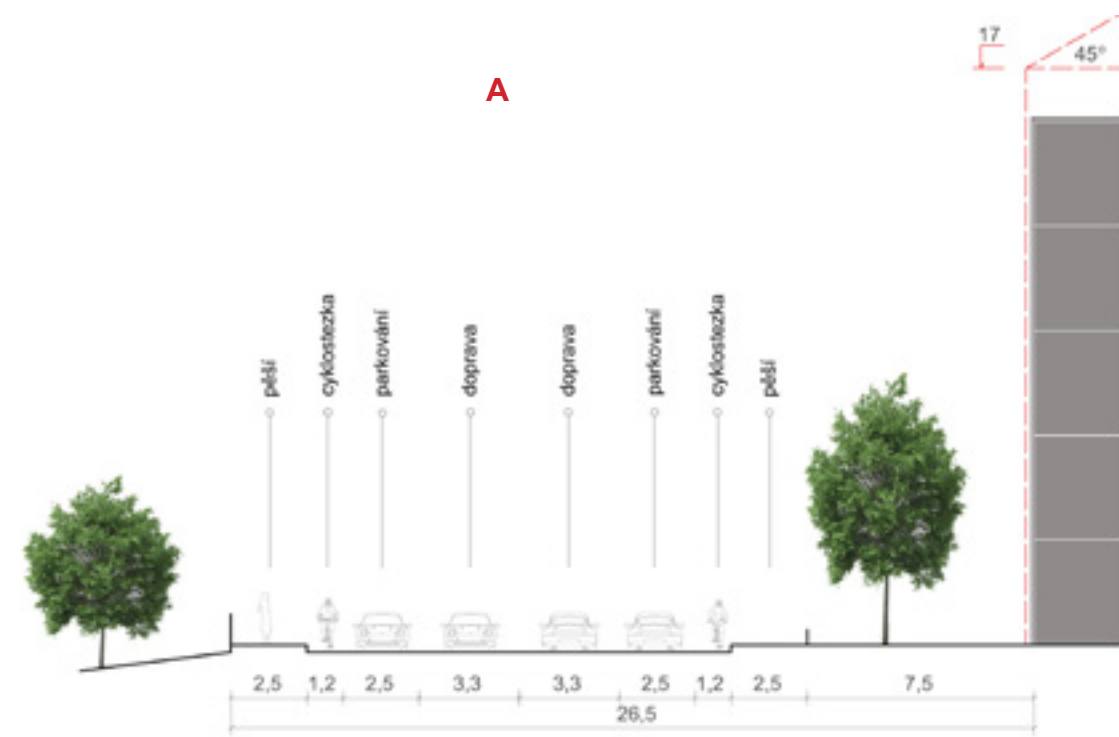 17
45°
A
pěší
cyklostezka
parkování
doprava
doprava
parkování
cyklostezka
pěší
2,5 1,2 2,5 3,3 3,3 2,5 1,2 2,5 7,5
26,5